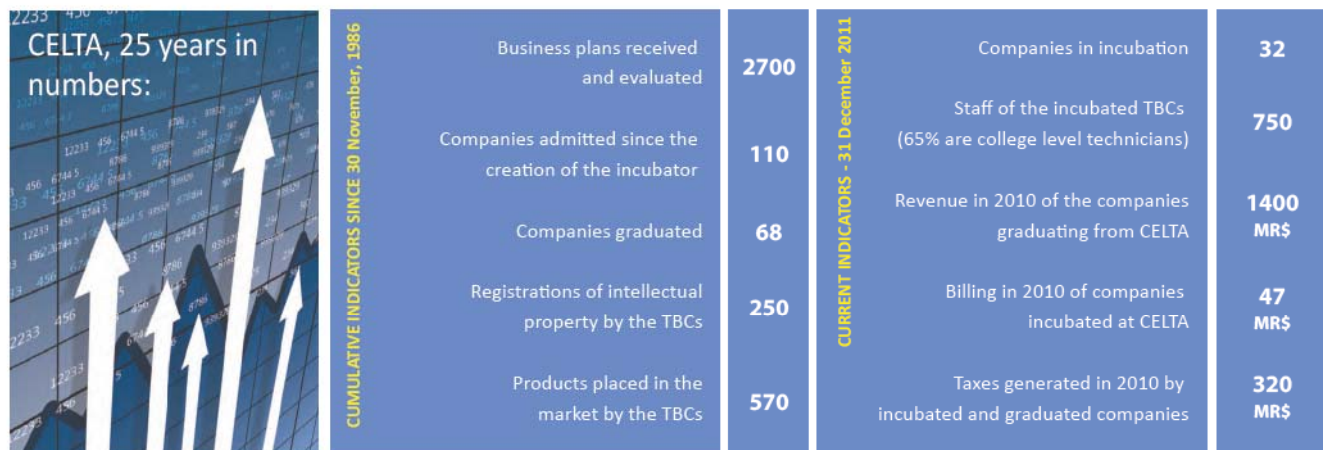 CELTA, 25 years in
numbers:
CUMULATIVE INDICATORS SINCE 30 NOVEMBER, 1986
Business plans received
and evaluated
2700
Companies admitted since the
creation of the incubator
110
Companies graduated
68
Registrations of intellectual
property by the TBCs
250
Products placed in the
market by the TBCs
570
CURRENT INDICATORS - 31 December 2011
Companies in incubation
32
Staff of the incubated TBCs
(65% are college level technicians)
750
Revenue in 2010 of the companies
graduating from CELTA
1400
MR$
Billing in 2010 of companies
incubated at CELTA
47
MR$
Taxes generated in 2010 by
incubated and graduated companies
320
MR$